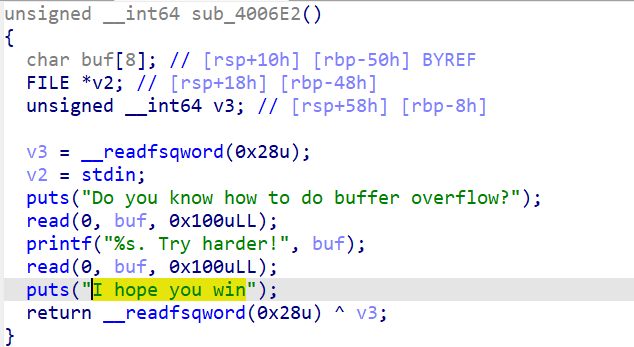 unsigned __int64 sub_4006E2()
{
char buf[8]; // [rsp+10h] [rbp-50h] BYREF
FILE *v2; // [rsp+18h] [rbp-48h]
unsigned __int64 v3; // [rsp+58h] [rbp-8h]
v3 = __readfsqword(0x28u);
v2 = stdin;
puts("Do you know how to do buffer overflow?");
read(0, buf, 0x100uLL);
printf("%s. Try harder!", buf);
read(0, buf, 0x100uLL);
puts("I hope you win");
return __readfsqword(0x28u) ^ v3;
}